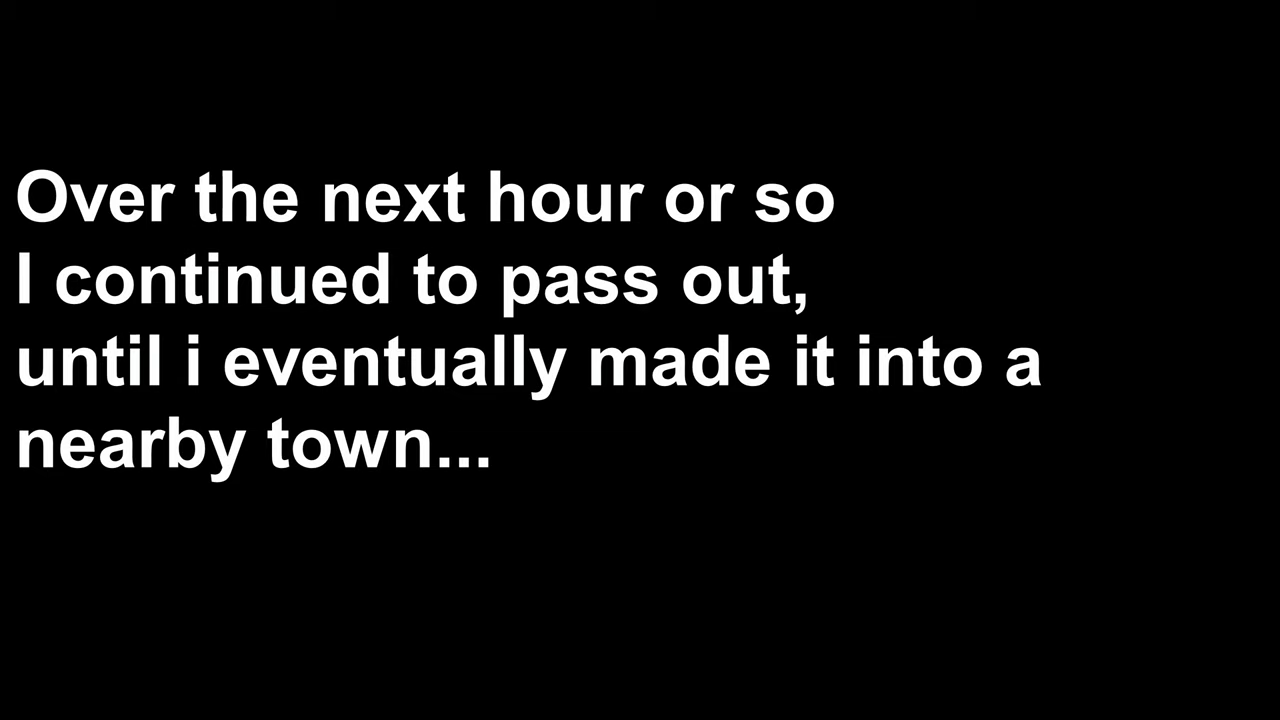 Over the next hour or so
I continued to pass out,
until i eventually made it into a
nearby town...